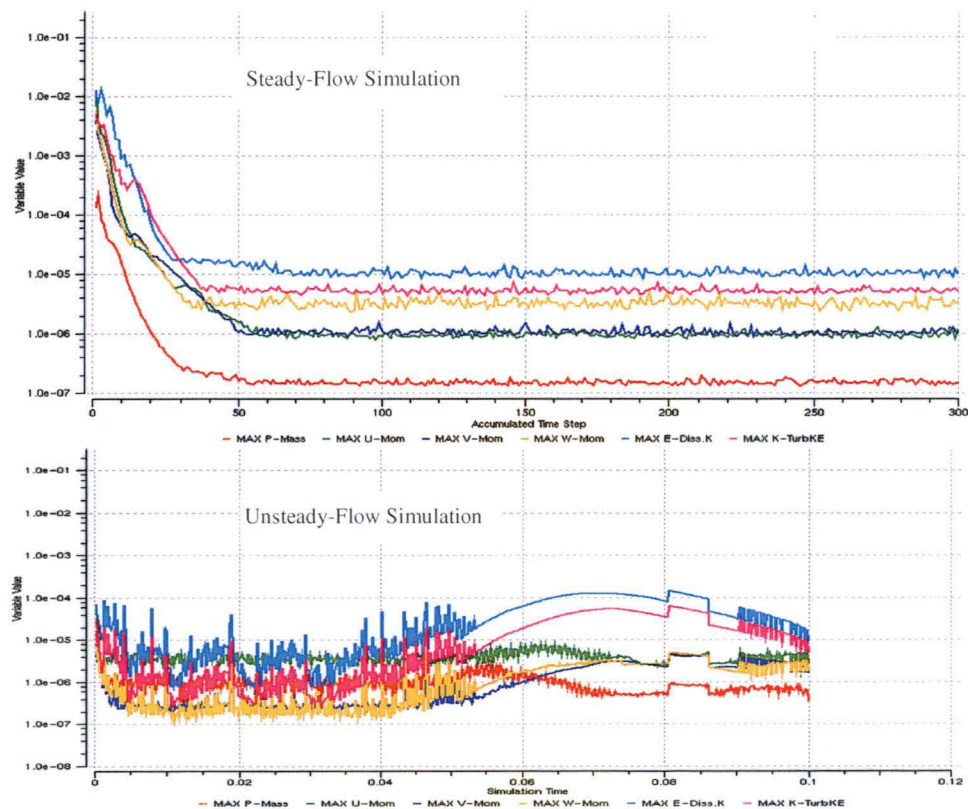 1.0e-01
Steady-Flow Simulation
1.0e-02
1.0e-03
Variable Value
1.0e-04
1.0e-05
1.0e-06
1.0e-07
0 50 100 150 200 250 300
Accumulated Time Step
MAX P-Mass MAX U-Mom MAX V-Mom MAX W-Mom MAX E-Diss.K MAX K-TurbKE
1.0e-01
1.0e-02
Unsteady-Flow Simulation
1.0e-03
Variable Value
1.0e-04
1.0e-05
1.0e-06
1.0e-07
1.0e-08
0 0.02 0.04 0.06 0.08 0.1 0.12
Simulation Time
MAX P-Mass MAX U-Mom MAX V-Mom MAX W-Mom MAX E-Diss.K MAX K-TurbKE